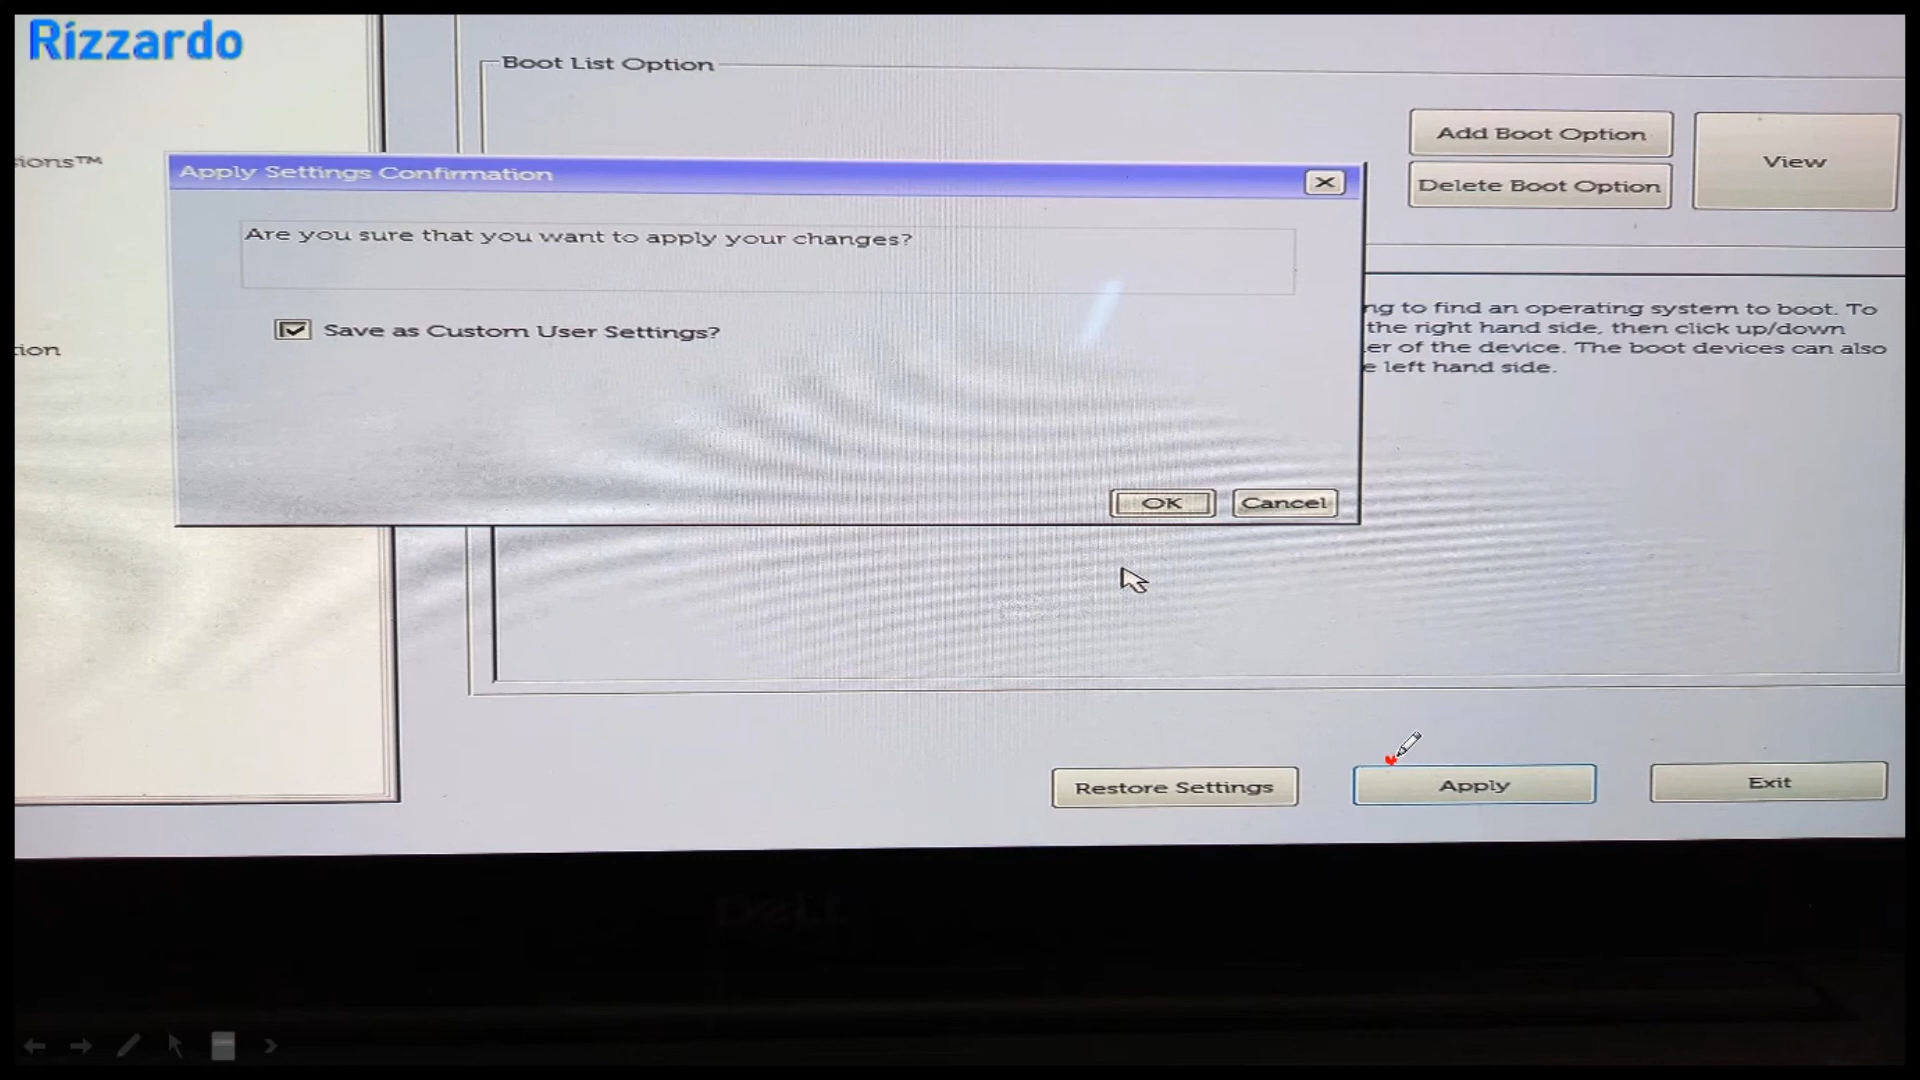 Rizzardo
Boot List Option
Add Boot Option
View
Delete Boot Option
sions™
Apply Settings Confirmation
Are you sure that you want to apply your changes?
ng to find an operating system to boot. To
the right hand side, then click up/down
er of the device. The boot devices can also
e left hand side.
Save as Custom User Settings?
tion
OK
Cancel
Restore Settings
Apply
Exit
DELL